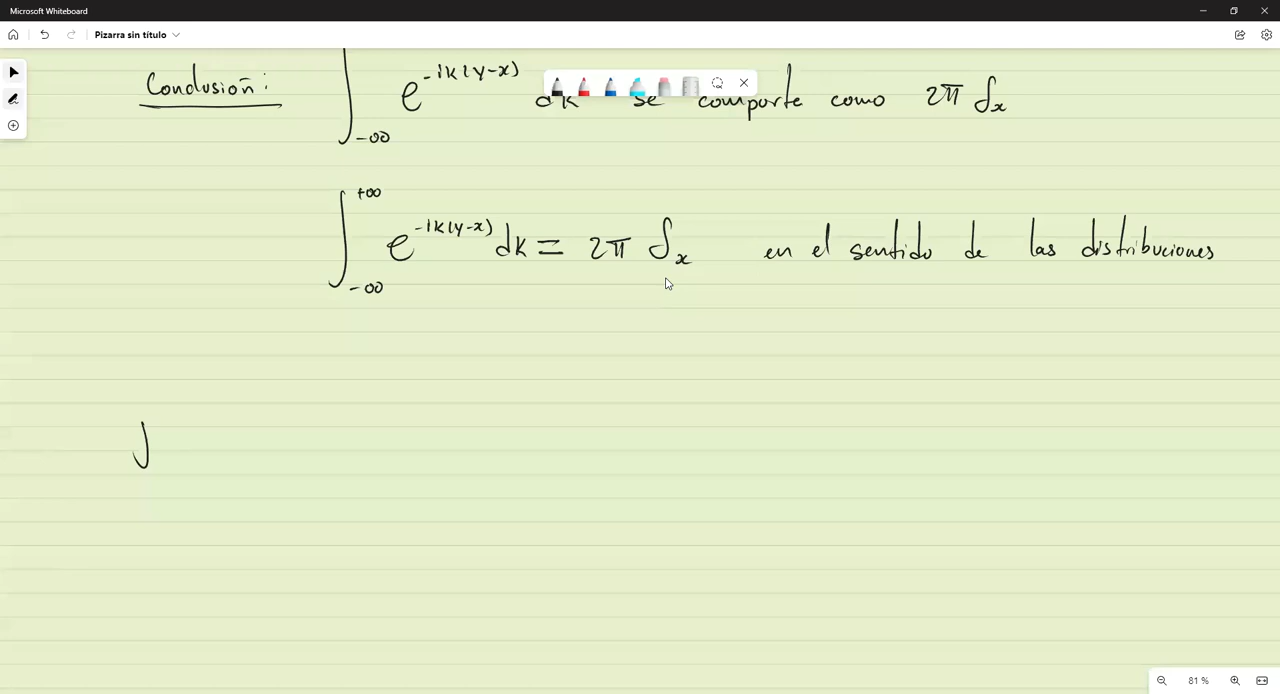 Microsoft Whiteboard
Pizarra sin título
Conclusión: ∫_{-∞} e^{-ik(y-x)} dk se comporte como 2π δ_x
∫_{-∞}^{+∞} e^{-ik(y-x)} dk = 2π δ_x en el sentido de las distribuciones
81 %